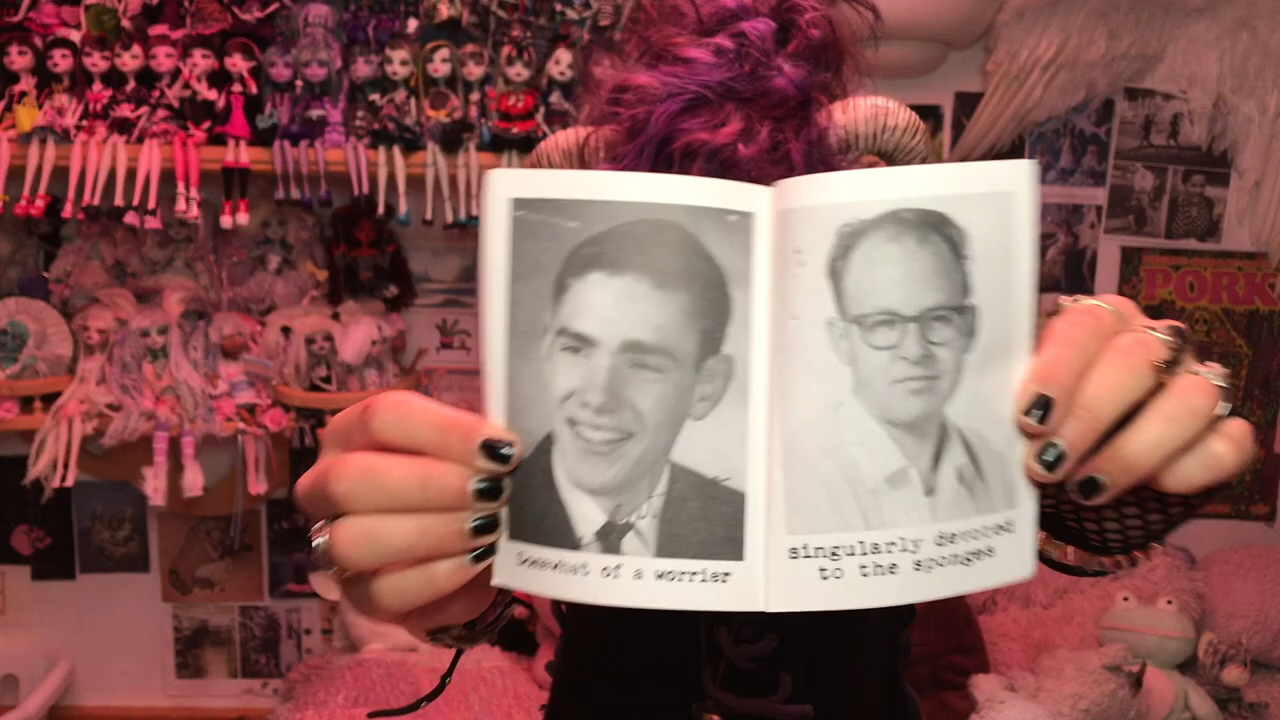 Somewhat of a worrier
singularly devoted
to the sponges
PORK